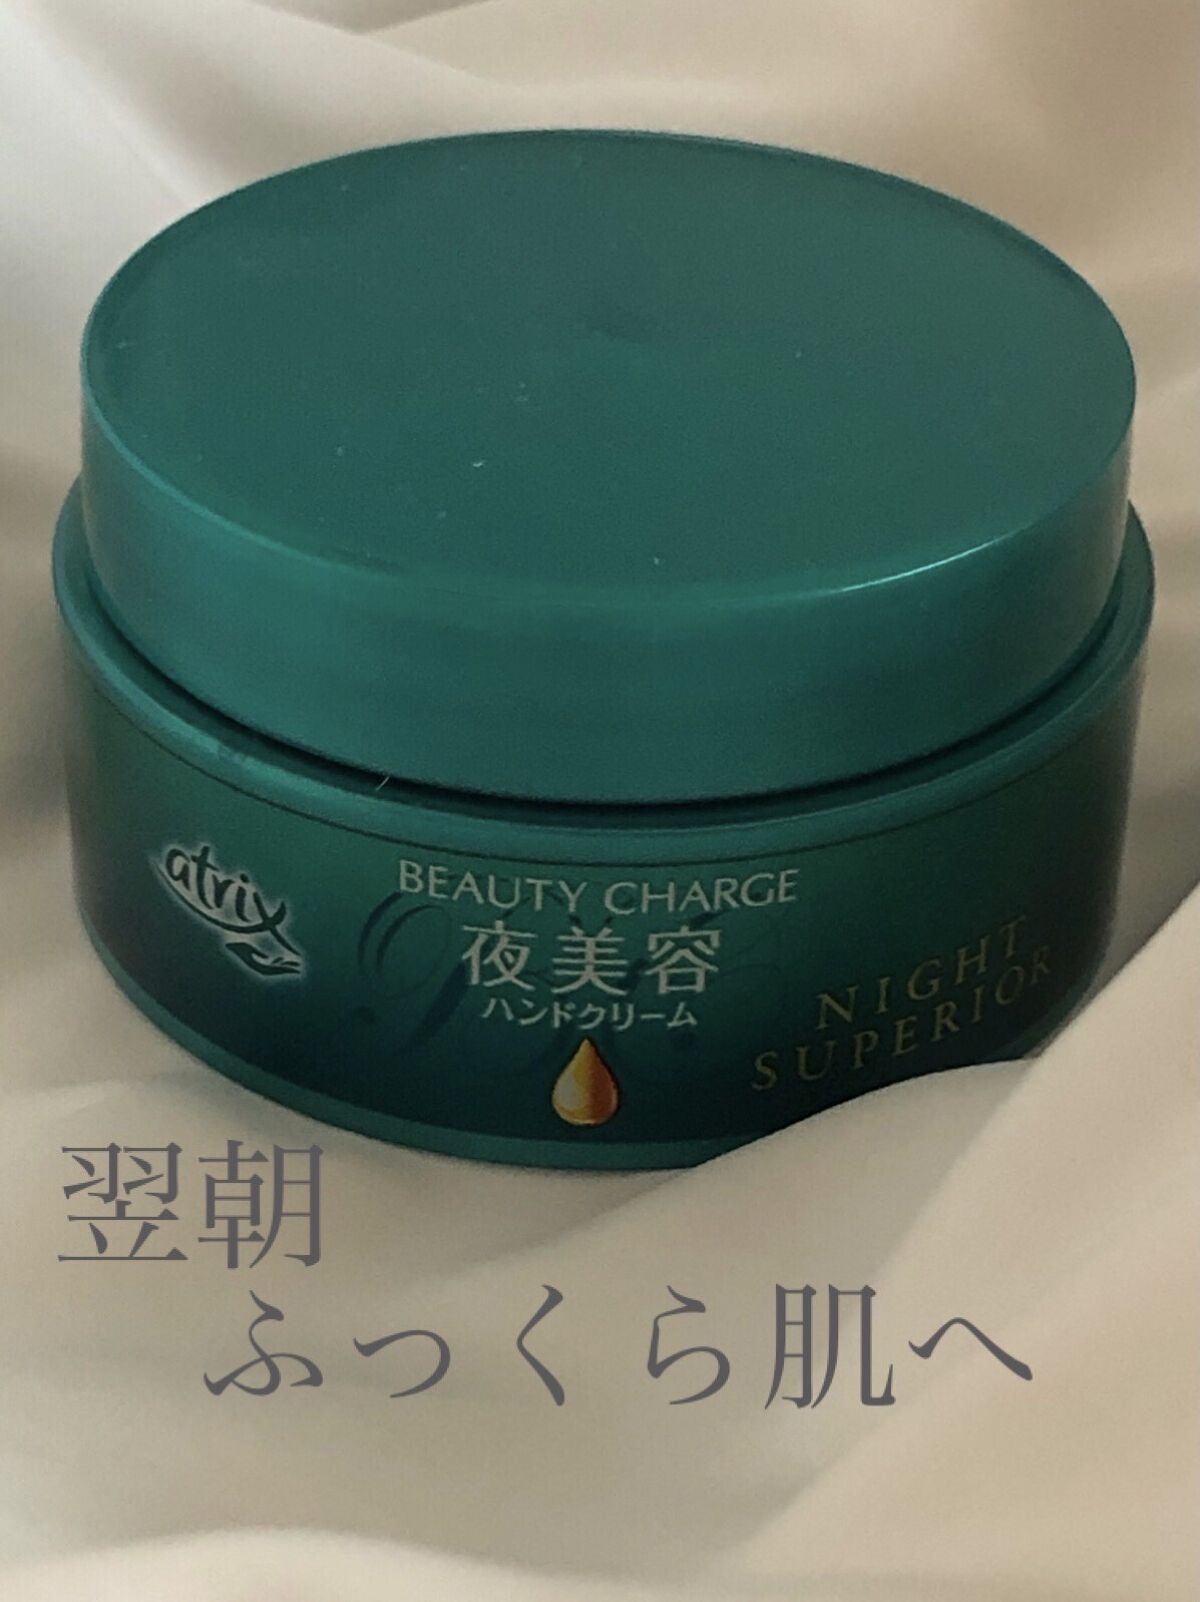 atrix
BEAUTY CHARGE
夜美容
ハンドクリーム
NIGHT
SUPERIOR
翌朝
ふっくら肌へ